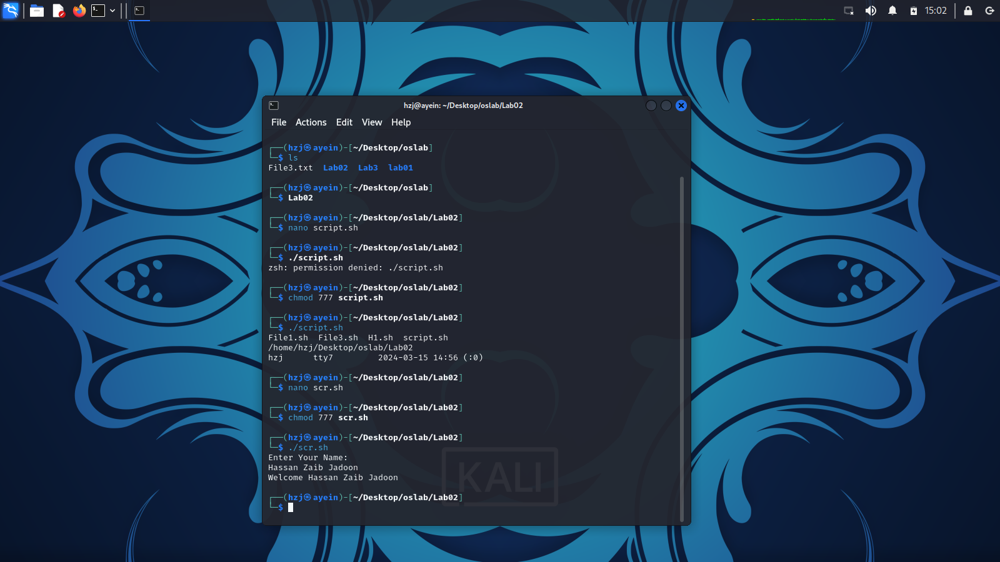 15:02
hzj@ayein: ~/Desktop/oslab/Lab02
File Actions Edit View Help
┌──(hzj㉿ayein)-[~/Desktop/oslab]
└─$ ls
File3.txt  Lab02  Lab3  lab01
┌──(hzj㉿ayein)-[~/Desktop/oslab]
└─$ Lab02
┌──(hzj㉿ayein)-[~/Desktop/oslab/Lab02]
└─$ nano script.sh
┌──(hzj㉿ayein)-[~/Desktop/oslab/Lab02]
└─$ ./script.sh
zsh: permission denied: ./script.sh
┌──(hzj㉿ayein)-[~/Desktop/oslab/Lab02]
└─$ chmod 777 script.sh
┌──(hzj㉿ayein)-[~/Desktop/oslab/Lab02]
└─$ ./script.sh
File1.sh  File3.sh  H1.sh  script.sh
/home/hzj/Desktop/oslab/Lab02
hzj      tty7         2024-03-15 14:56 (:0)
┌──(hzj㉿ayein)-[~/Desktop/oslab/Lab02]
└─$ nano scr.sh
┌──(hzj㉿ayein)-[~/Desktop/oslab/Lab02]
└─$ chmod 777 scr.sh
┌──(hzj㉿ayein)-[~/Desktop/oslab/Lab02]
└─$ ./scr.sh
Enter Your Name:
Hassan Zaib Jadoon
Welcome Hassan Zaib Jadoon
KALI
┌──(hzj㉿ayein)-[~/Desktop/oslab/Lab02]
└─$